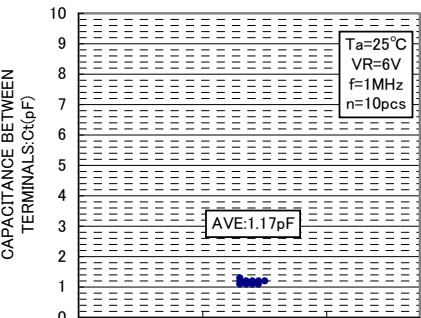 10
9
8
7
6
5
4
3
2
1
0
CAPACITANCE BETWEEN
TERMINALS:Ct(pF)
Ta=25°C
VR=6V
f=1MHz
n=10pcs
AVE:1.17pF